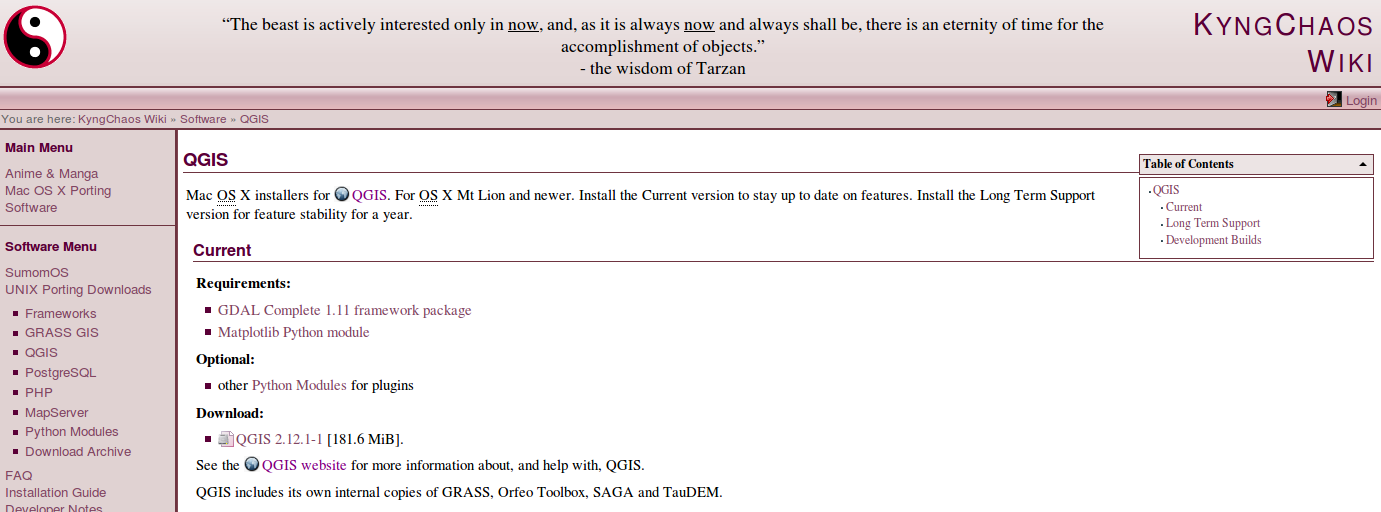 “The beast is actively interested only in now, and, as it is always now and always shall be, there is an eternity of time for the
accomplishment of objects.”
- the wisdom of Tarzan
KYNGCHAOS
WIKI
Login
You are here: KyngChaos Wiki » Software » QGIS
Main Menu
Anime & Manga
Mac OS X Porting
Software
Software Menu
SumomOS
UNIX Porting Downloads
Frameworks
GRASS GIS
QGIS
PostgreSQL
PHP
MapServer
Python Modules
Download Archive
FAQ
Installation Guide
Developer Notes
QGIS
Mac OS X installers for QGIS. For OS X Mt Lion and newer. Install the Current version to stay up to date on features. Install the Long Term Support
version for feature stability for a year.
Table of Contents
QGIS
Current
Long Term Support
Development Builds
Current
Requirements:
GDAL Complete 1.11 framework package
Matplotlib Python module
Optional:
other Python Modules for plugins
Download:
QGIS 2.12.1-1 [181.6 MiB].
See the QGIS website for more information about, and help with, QGIS.
QGIS includes its own internal copies of GRASS, Orfeo Toolbox, SAGA and TauDEM.